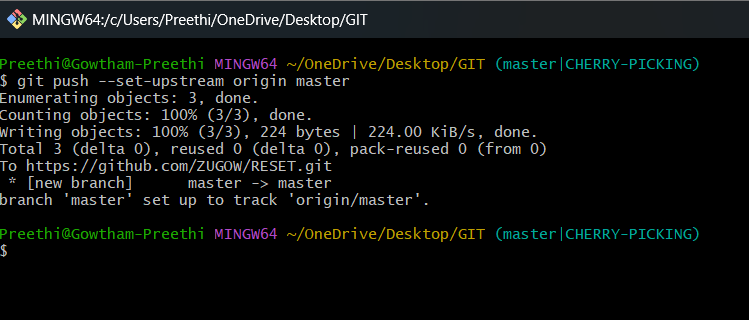 MINGW64:/c/Users/Preethi/OneDrive/Desktop/GIT
Preethi@Gowtham-Preethi MINGW64 ~/OneDrive/Desktop/GIT (master|CHERRY-PICKING)
$ git push --set-upstream origin master
Enumerating objects: 3, done.
Counting objects: 100% (3/3), done.
Writing objects: 100% (3/3), 224 bytes | 224.00 KiB/s, done.
Total 3 (delta 0), reused 0 (delta 0), pack-reused 0 (from 0)
To https://github.com/ZUGOW/RESET.git
 * [new branch]      master -> master
branch 'master' set up to track 'origin/master'.
Preethi@Gowtham-Preethi MINGW64 ~/OneDrive/Desktop/GIT (master|CHERRY-PICKING)
$